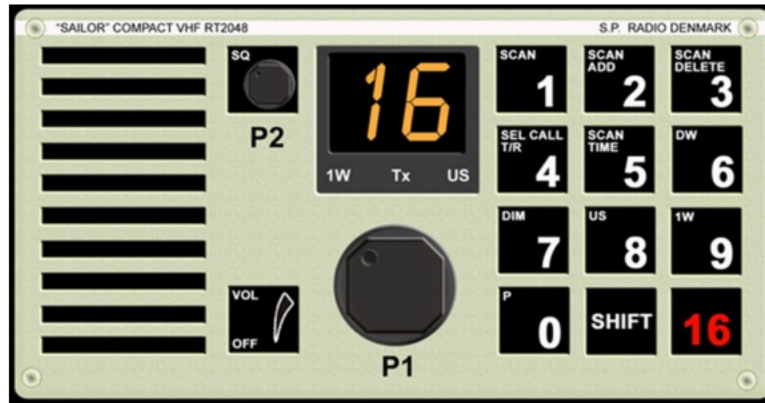 "SAILOR" COMPACT VHF RT2048
S.P. RADIO DENMARK
SQ
P2
16
1W Tx US
VOL
OFF
P1
SCAN
1
SCAN
ADD
2
SCAN
DELETE
3
SEL CALL
T/R
4
SCAN
TIME
5
DW
6
DIM
7
US
8
1W
9
P
0
SHIFT
16